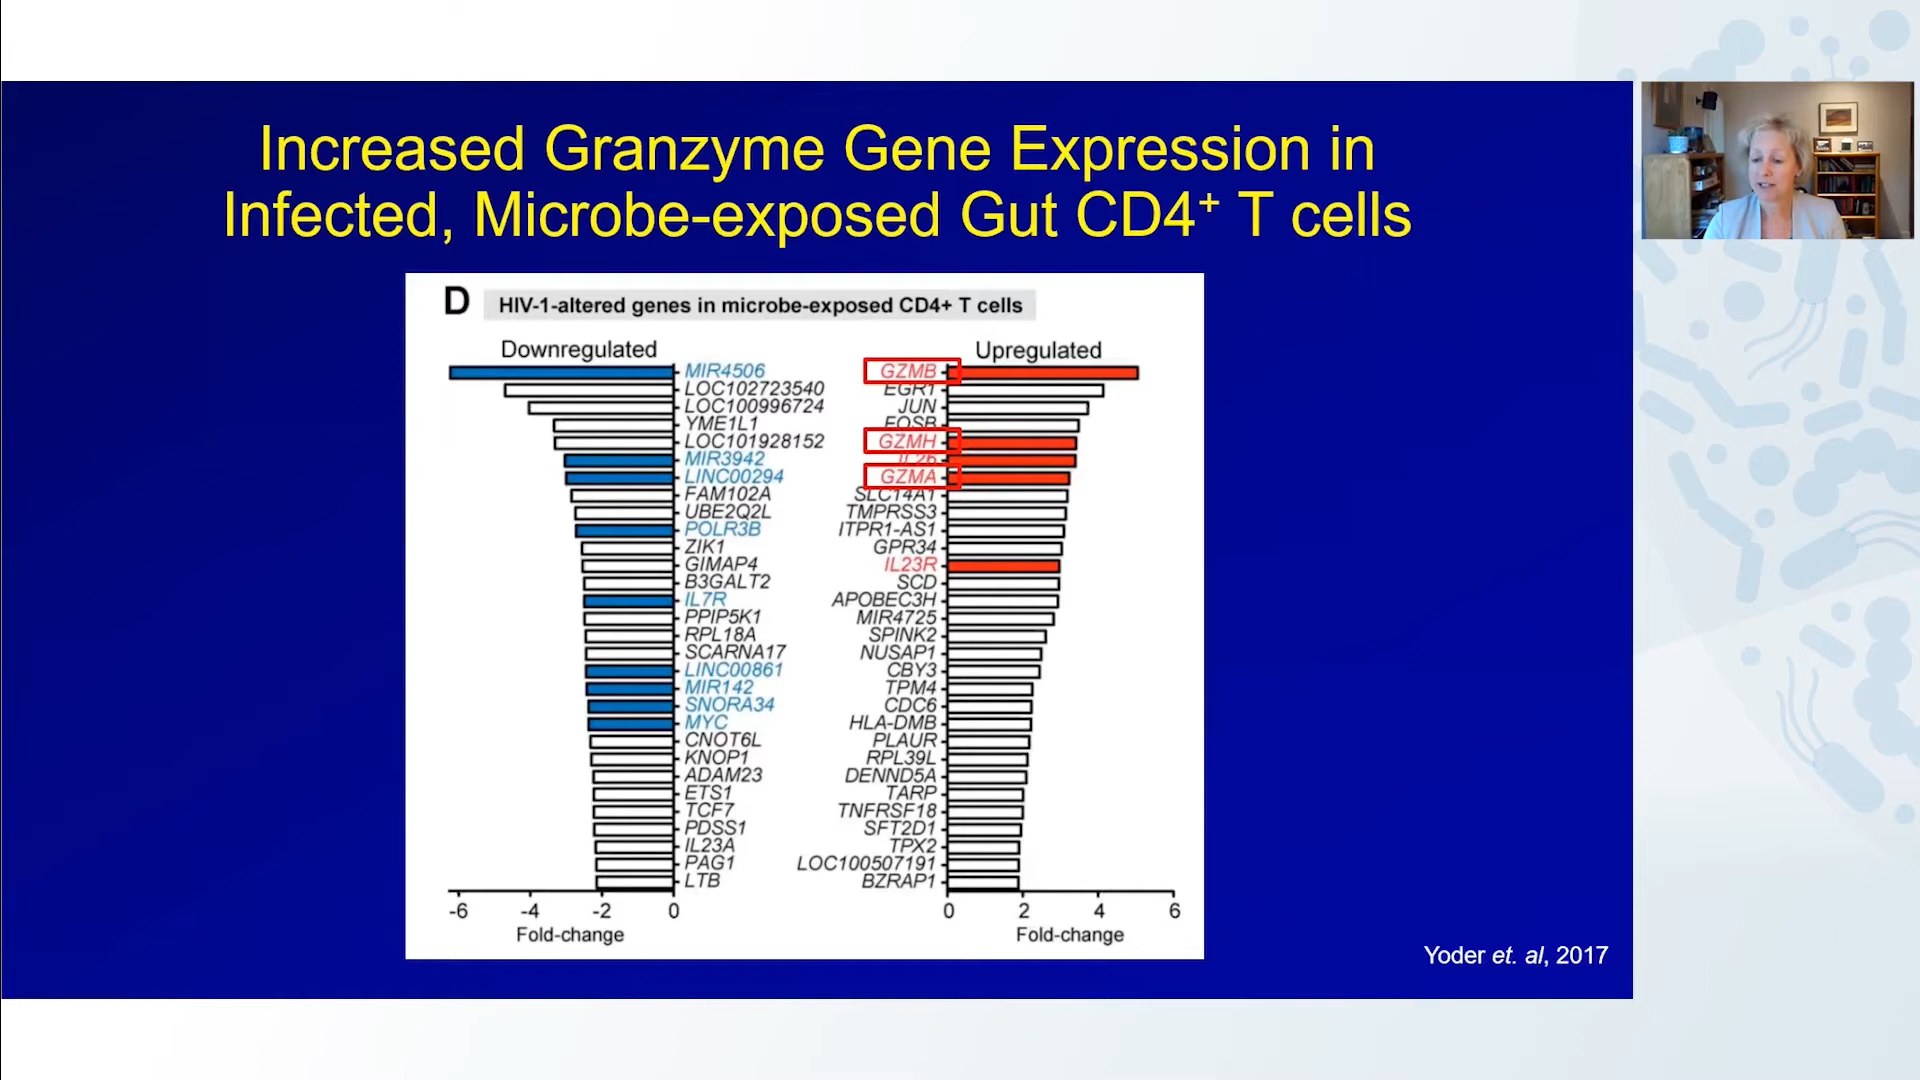 Increased Granzyme Gene Expression in
Infected, Microbe-exposed Gut CD4⁺ T cells
D HIV-1-altered genes in microbe-exposed CD4+ T cells
Downregulated
MIR4506
LOC102723540
LOC100996724
YME1L1
LOC101928152
MIR3942
LINC00294
FAM102A
UBE2Q2L
POLR3B
ZIK1
GIMAP4
B3GALT2
IL7R
PPIP5K1
RPL18A
SCARNA17
LINC00861
MIR142
SNORA34
MYC
CNOT6L
KNOP1
ADAM23
ETS1
TCF7
PDSS1
IL23A
PAG1
LTB
-6 -4 -2 0
Fold-change
Upregulated
GZMB
EGR1
JUN
FOSB
GZMH
IL26
GZMA
SLC14A1
TMPRSS3
ITPR1-AS1
GPR34
IL23R
SCD
APOBEC3H
MIR4725
SPINK2
NUSAP1
CBY3
TPM4
CDC6
HLA-DMB
PLAUR
RPL39L
DENND5A
TARP
TNFRSF18
SFT2D1
TPX2
LOC100507191
BZRAP1
0 2 4 6
Fold-change
Yoder et. al, 2017